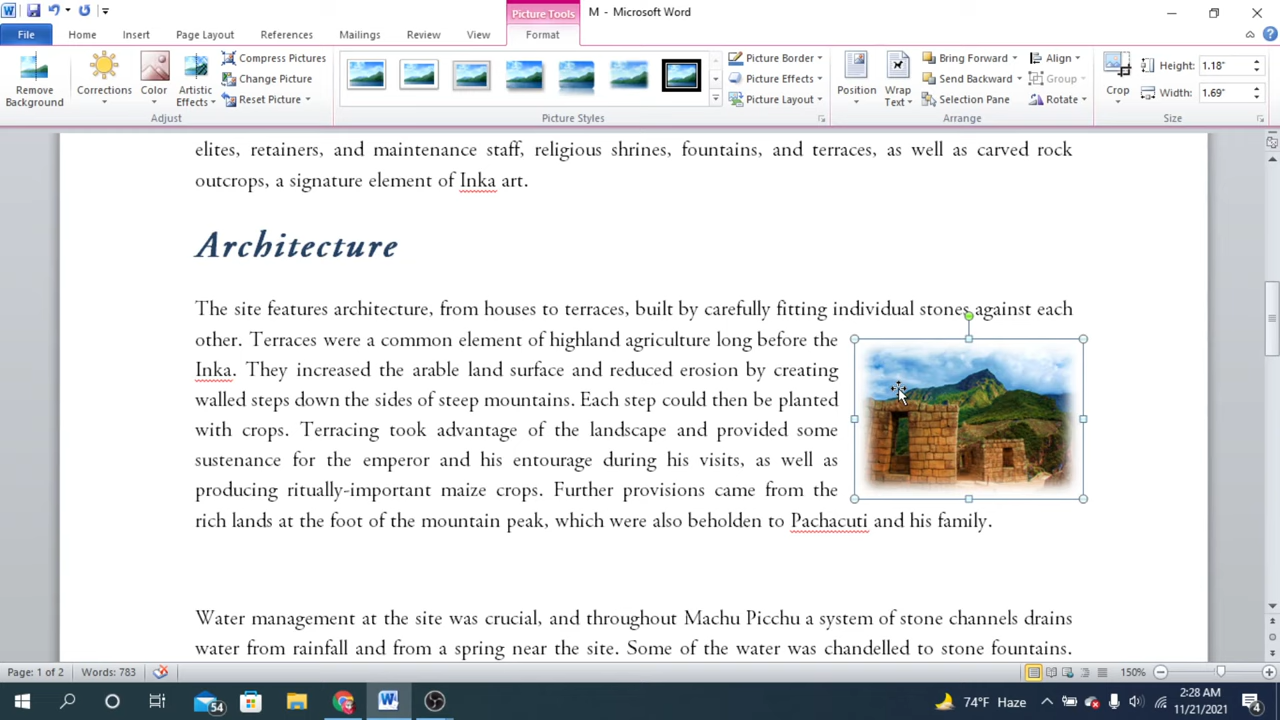 Picture Tools
M - Microsoft Word
File
Home
Insert
Page Layout
References
Mailings
Review
View
Format
Remove
Background
Corrections
Color
Artistic
Effects
Compress Pictures
Change Picture
Reset Picture
Adjust
Picture Border
Picture Effects
Picture Layout
Picture Styles
Position
Wrap
Text
Bring Forward
Send Backward
Selection Pane
Align
Group
Rotate
Arrange
Crop
Height: 1.18"
Width: 1.69"
Size
elites, retainers, and maintenance staff, religious shrines, fountains, and terraces, as well as carved rock
outcrops, a signature element of Inka art.
Architecture
The site features architecture, from houses to terraces, built by carefully fitting individual stones against each
other. Terraces were a common element of highland agriculture long before the
Inka. They increased the arable land surface and reduced erosion by creating
walled steps down the sides of steep mountains. Each step could then be planted
with crops. Terracing took advantage of the landscape and provided some
sustenance for the emperor and his entourage during his visits, as well as
producing ritually-important maize crops. Further provisions came from the
rich lands at the foot of the mountain peak, which were also beholden to Pachacuti and his family.
Water management at the site was crucial, and throughout Machu Picchu a system of stone channels drains
water from rainfall and from a spring near the site. Some of the water was chandelled to stone fountains.
Page: 1 of 2
Words: 783
150%
54
74°F Haze
2:28 AM
11/21/2021
4